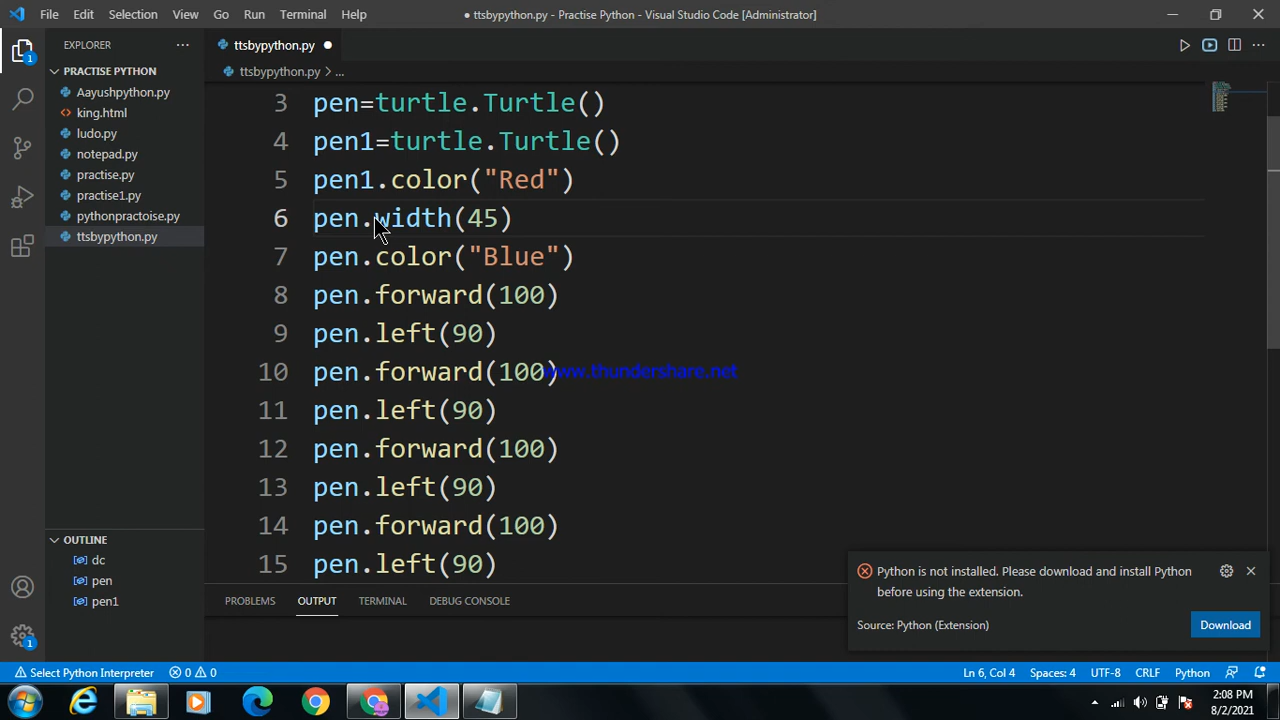 File Edit Selection View Go Run Terminal Help
● ttsbypython.py - Practise Python - Visual Studio Code [Administrator]
EXPLORER
ttsbypython.py
ttsbypython.py > ...
PRACTISE PYTHON
Aayushpython.py
king.html
ludo.py
notepad.py
practise.py
practise1.py
pythonpractoise.py
ttsbypython.py
OUTLINE
dc
pen
pen1
3 pen=turtle.Turtle()
4 pen1=turtle.Turtle()
5 pen1.color("Red")
6 pen.width(45)
7 pen.color("Blue")
8 pen.forward(100)
9 pen.left(90)
10 pen.forward(100)
www.thundershare.net
11 pen.left(90)
12 pen.forward(100)
13 pen.left(90)
14 pen.forward(100)
15 pen.left(90)
PROBLEMS OUTPUT TERMINAL DEBUG CONSOLE
Python is not installed. Please download and install Python
before using the extension.
Source: Python (Extension)
Download
1
1
Select Python Interpreter 0 0
Ln 6, Col 4 Spaces: 4 UTF-8 CRLF Python
2:08 PM
8/2/2021